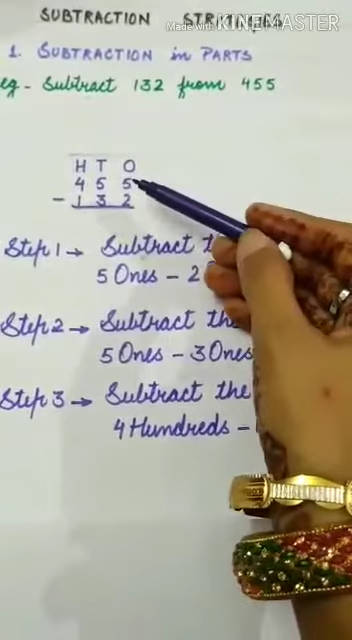 SUBTRACTION
Made with KINEMASTER
1. SUBTRACTION in PARTS
eg - Subtract 132 from 455
H T O
4 5 5
- 1 3 2
Step 1 → Subtract
5 Ones - 2
Step 2 → Subtract the
5 Ones - 3 Ones
Step 3 → Subtract the
4 Hundreds -